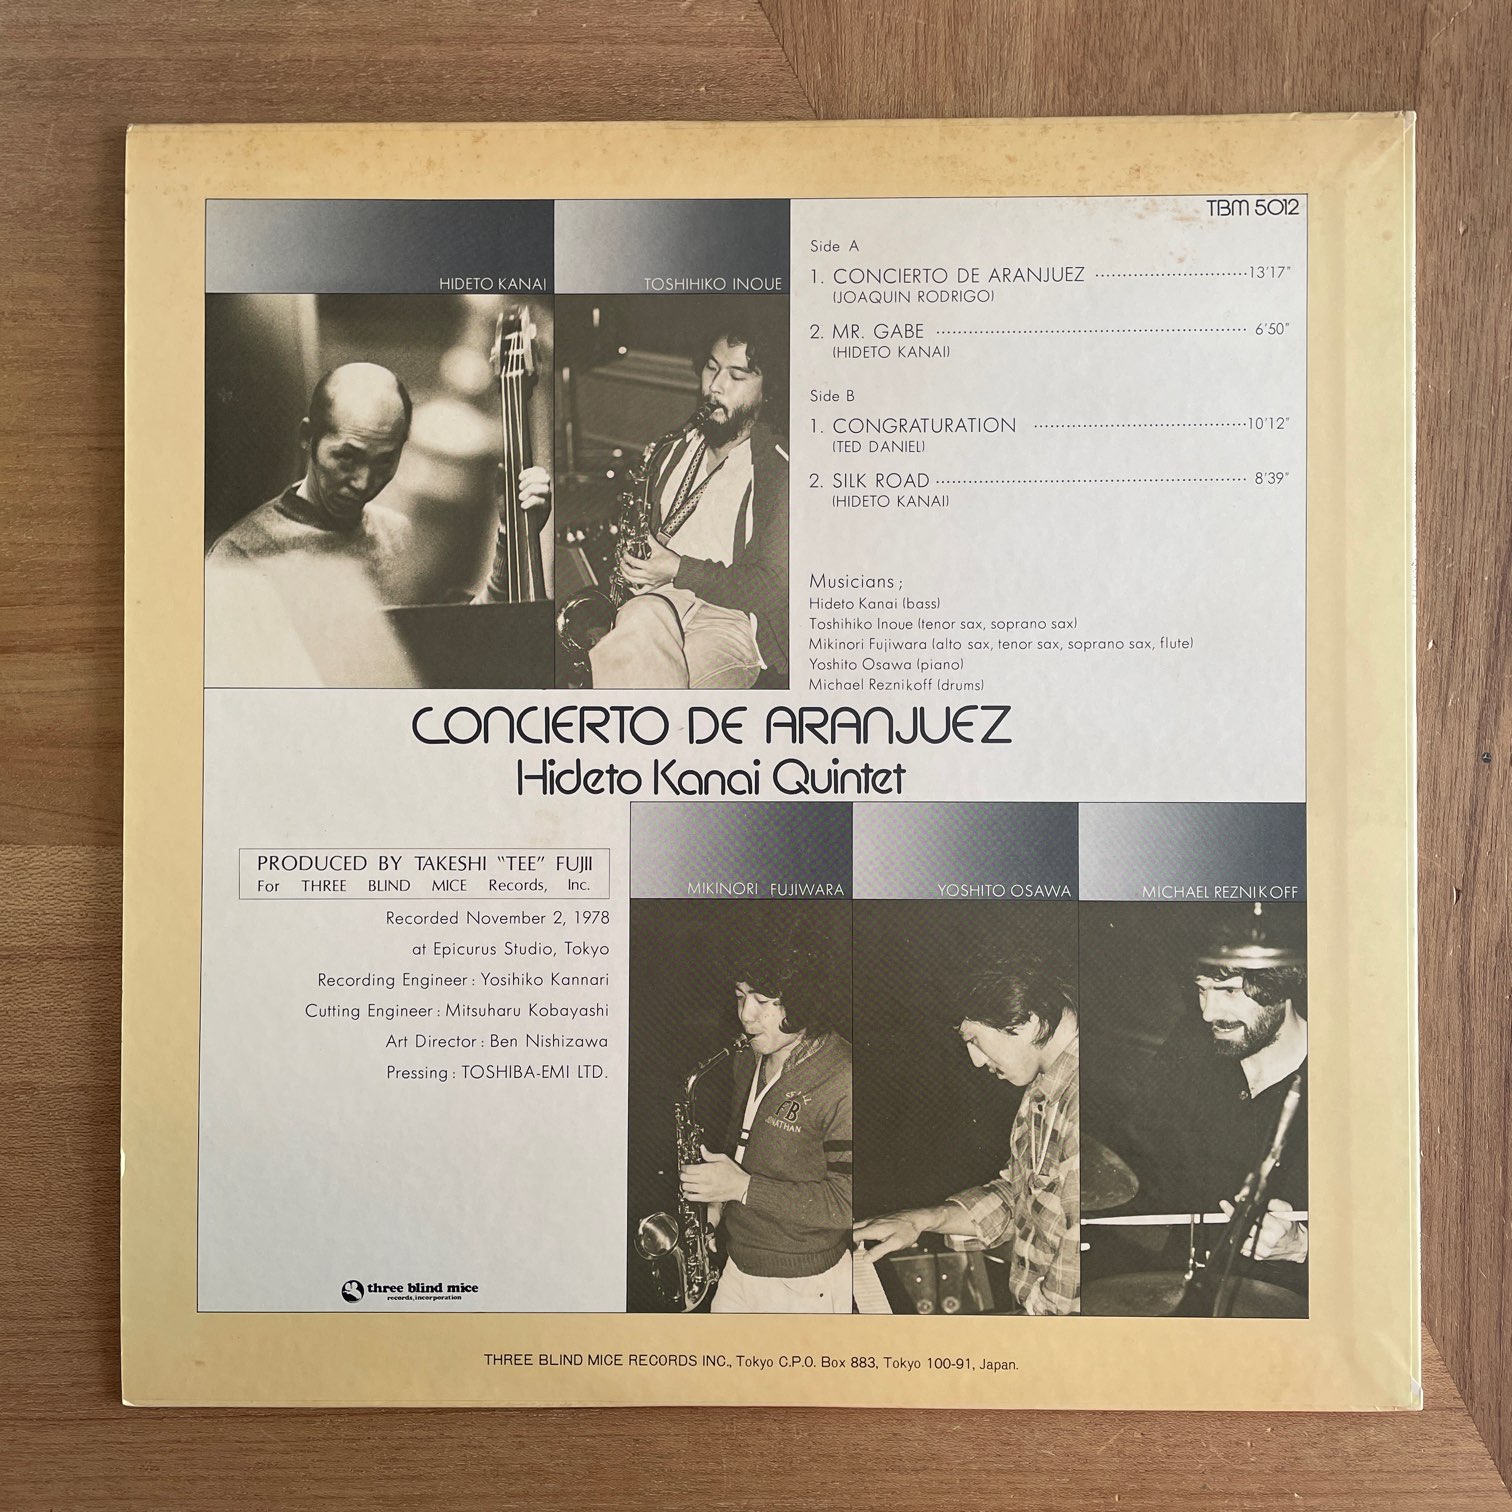 TBM 5012
HIDETO KANAI
TOSHIHIKO INOUE
Side A
1. CONCIERTO DE ARANJUEZ ........................... 13'17"
(JOAQUIN RODRIGO)
2. MR. GABE ........................... 6'50"
(HIDETO KANAI)
Side B
1. CONGRATURATION ........................... 10'12"
(TED DANIEL)
2. SILK ROAD ........................... 8'39"
(HIDETO KANAI)
Musicians ;
Hideto Kanai (bass)
Toshihiko Inoue (tenor sax, soprano sax)
Mikinori Fujiwara (alto sax, tenor sax, soprano sax, flute)
Yoshito Osawa (piano)
Michael Reznikoff (drums)
CONCIERTO DE ARANJUEZ
Hideto Kanai Quintet
PRODUCED BY TAKESHI "TEE" FUJII
For THREE BLIND MICE Records, Inc.
Recorded November 2, 1978
at Epicurus Studio, Tokyo
Recording Engineer : Yosihiko Kannari
Cutting Engineer : Mitsuharu Kobayashi
Art Director : Ben Nishizawa
Pressing : TOSHIBA-EMI LTD.
MIKINORI FUJIWARA
YOSHITO OSAWA
MICHAEL REZNIKOFF
three blind mice
records, incorporation
THREE BLIND MICE RECORDS INC., Tokyo C.P.O. Box 883, Tokyo 100-91, Japan.